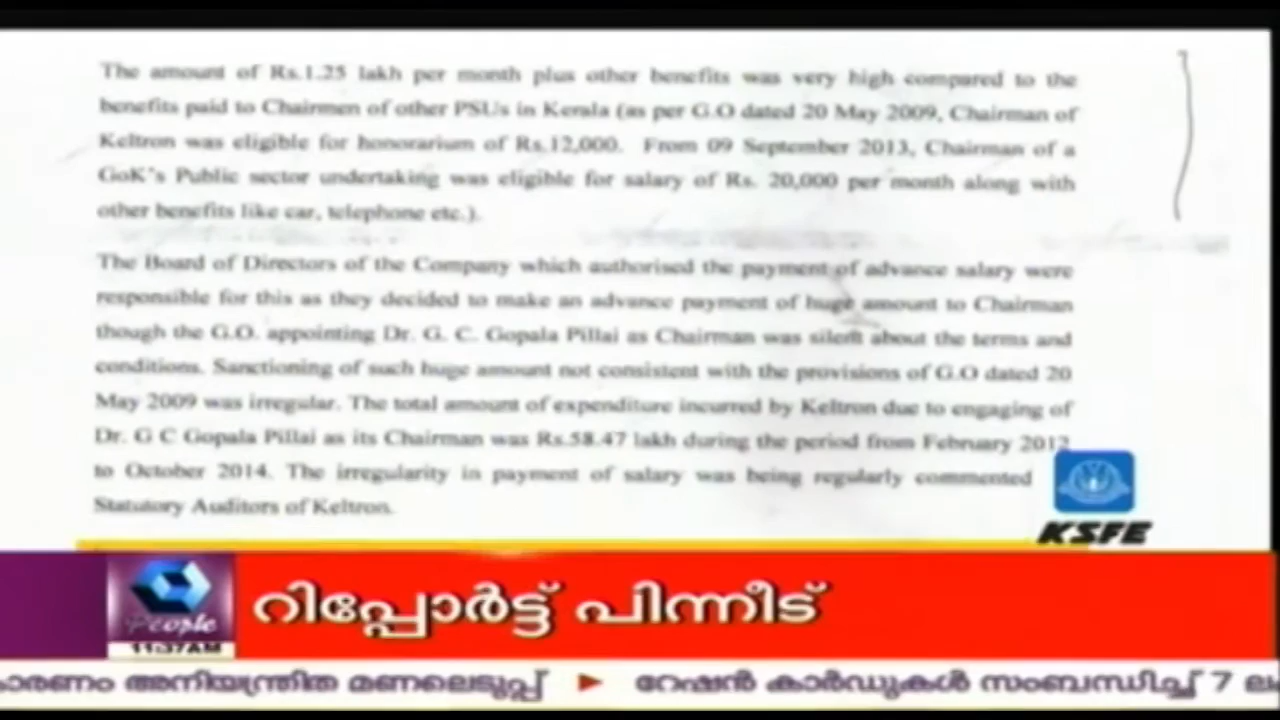 The amount of Rs.1.25 lakh per month plus other benefits was very high compared to the
benefits paid to Chairmen of other PSUs in Kerala (as per G.O dated 20 May 2009, Chairman of
Keltron was eligible for honorarium of Rs.12,000. From 09 September 2013, Chairman of a
GoK's Public sector undertaking was eligible for salary of Rs. 20,000 per month along with
other benefits like car, telephone etc.).
The Board of Directors of the Company which authorised the payment of advance salary were
responsible for this as they decided to make an advance payment of huge amount to Chairman
though the G.O. appointing Dr. G. C. Gopala Pillai as Chairman was silent about the terms and
conditions. Sanctioning of such huge amount not consistent with the provisions of G.O dated 20
May 2009 was irregular. The total amount of expenditure incurred by Keltron due to engaging of
Dr. G C Gopala Pillai as its Chairman was Rs.58.47 lakh during the period from February 2012
to October 2014. The irregularity in payment of salary was being regularly commented
Statutory Auditors of Keltron.
KSFE
People
11:37AM
റിപ്പോർട്ട് പിന്നീട്
കാരണം അനിയന്ത്രിത മണലെടുപ്പ് ► റേഷൻ കാർഡുകൾ സംബന്ധിച്ച് 7 ല